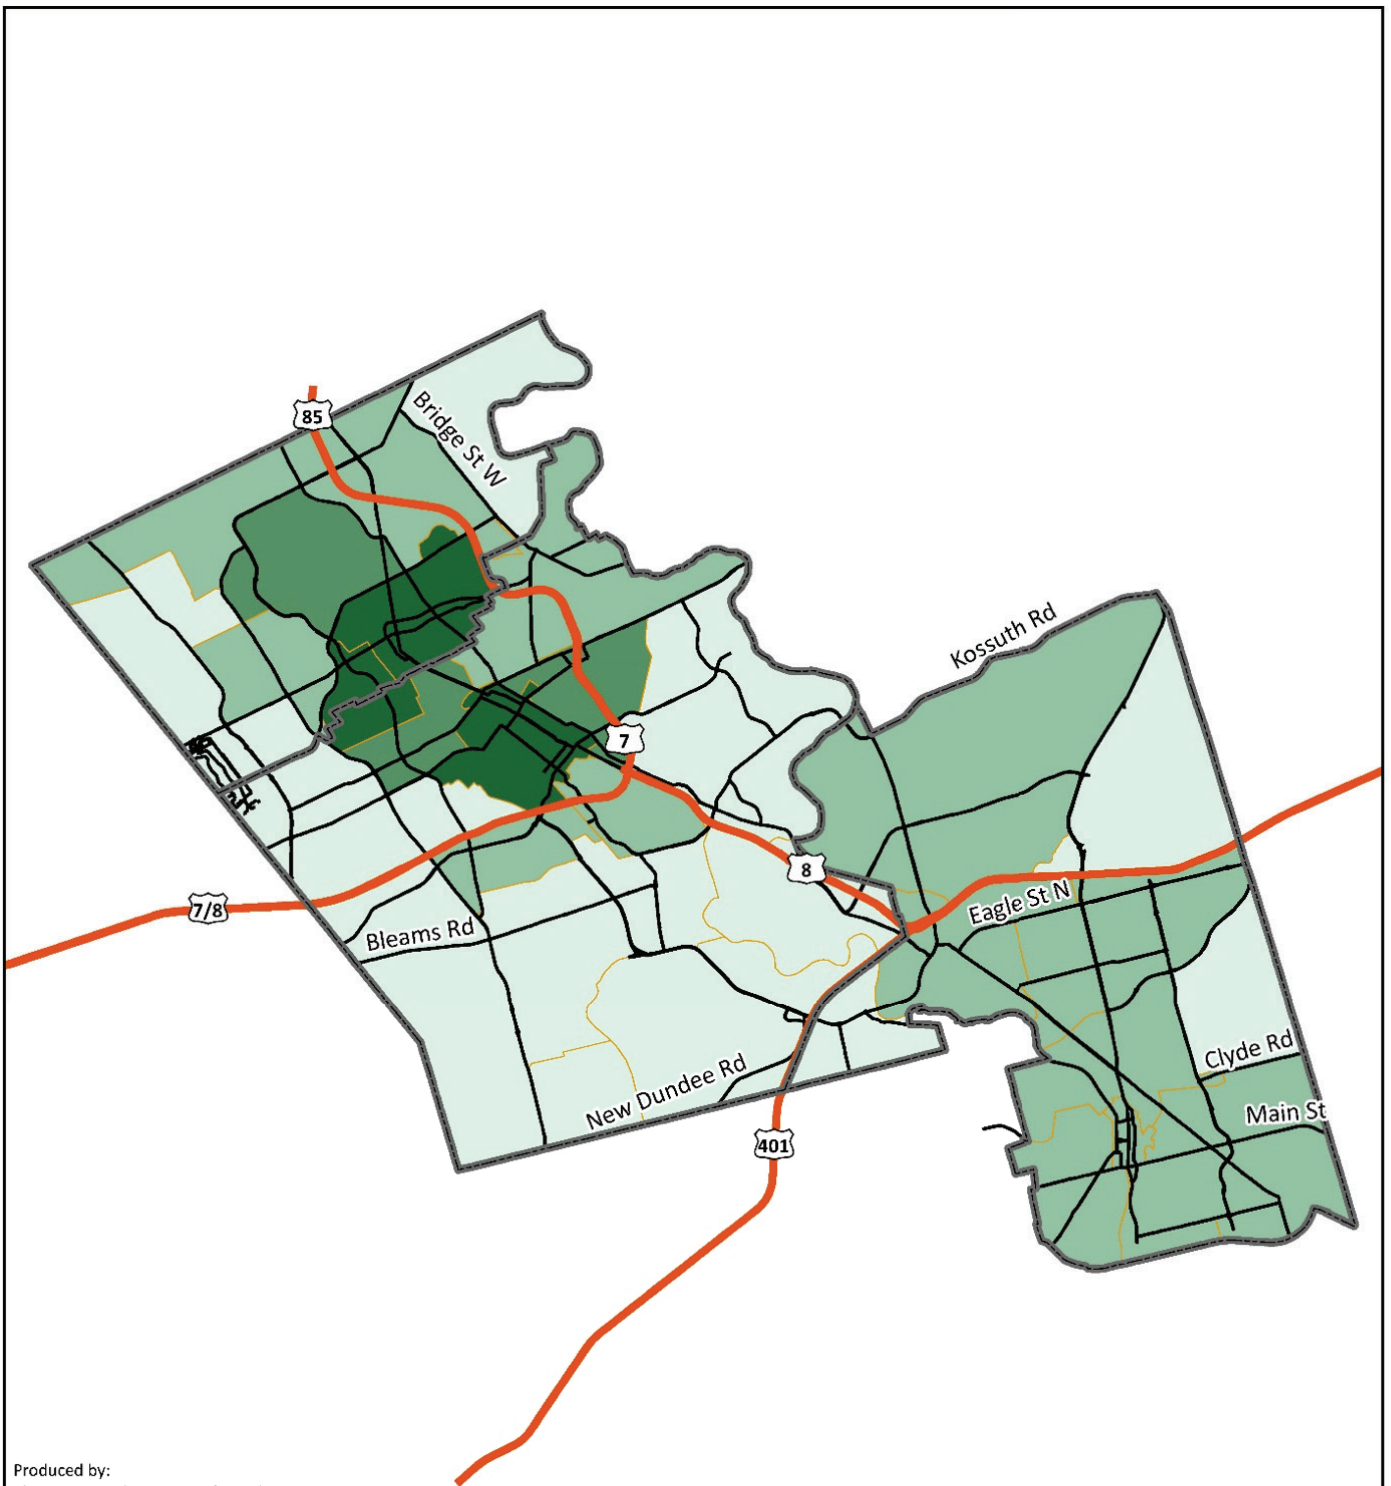 85
Bridge St W
Kossuth Rd
7
8
7/8
Eagle St N
Bleams Rd
Clyde Rd
New Dundee Rd
Main St
401
Produced by: